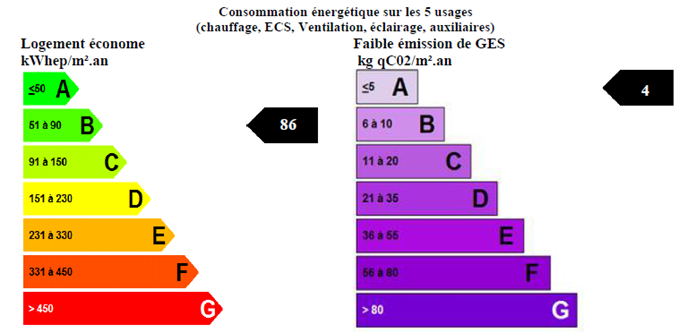 Consommation énergétique sur les 5 usages
(chauffage, ECS, Ventilation, éclairage, auxiliaires)
Logement économe
kWhep/m².an
≤50 A
51 à 90 B
91 à 150 C
151 à 230 D
231 à 330 E
331 à 450 F
> 450 G
86
Faible émission de GES
kg qC02/m².an
≤5 A
6 à 10 B
11 à 20 C
21 à 35 D
36 à 55 E
56 à 80 F
> 80 G
4